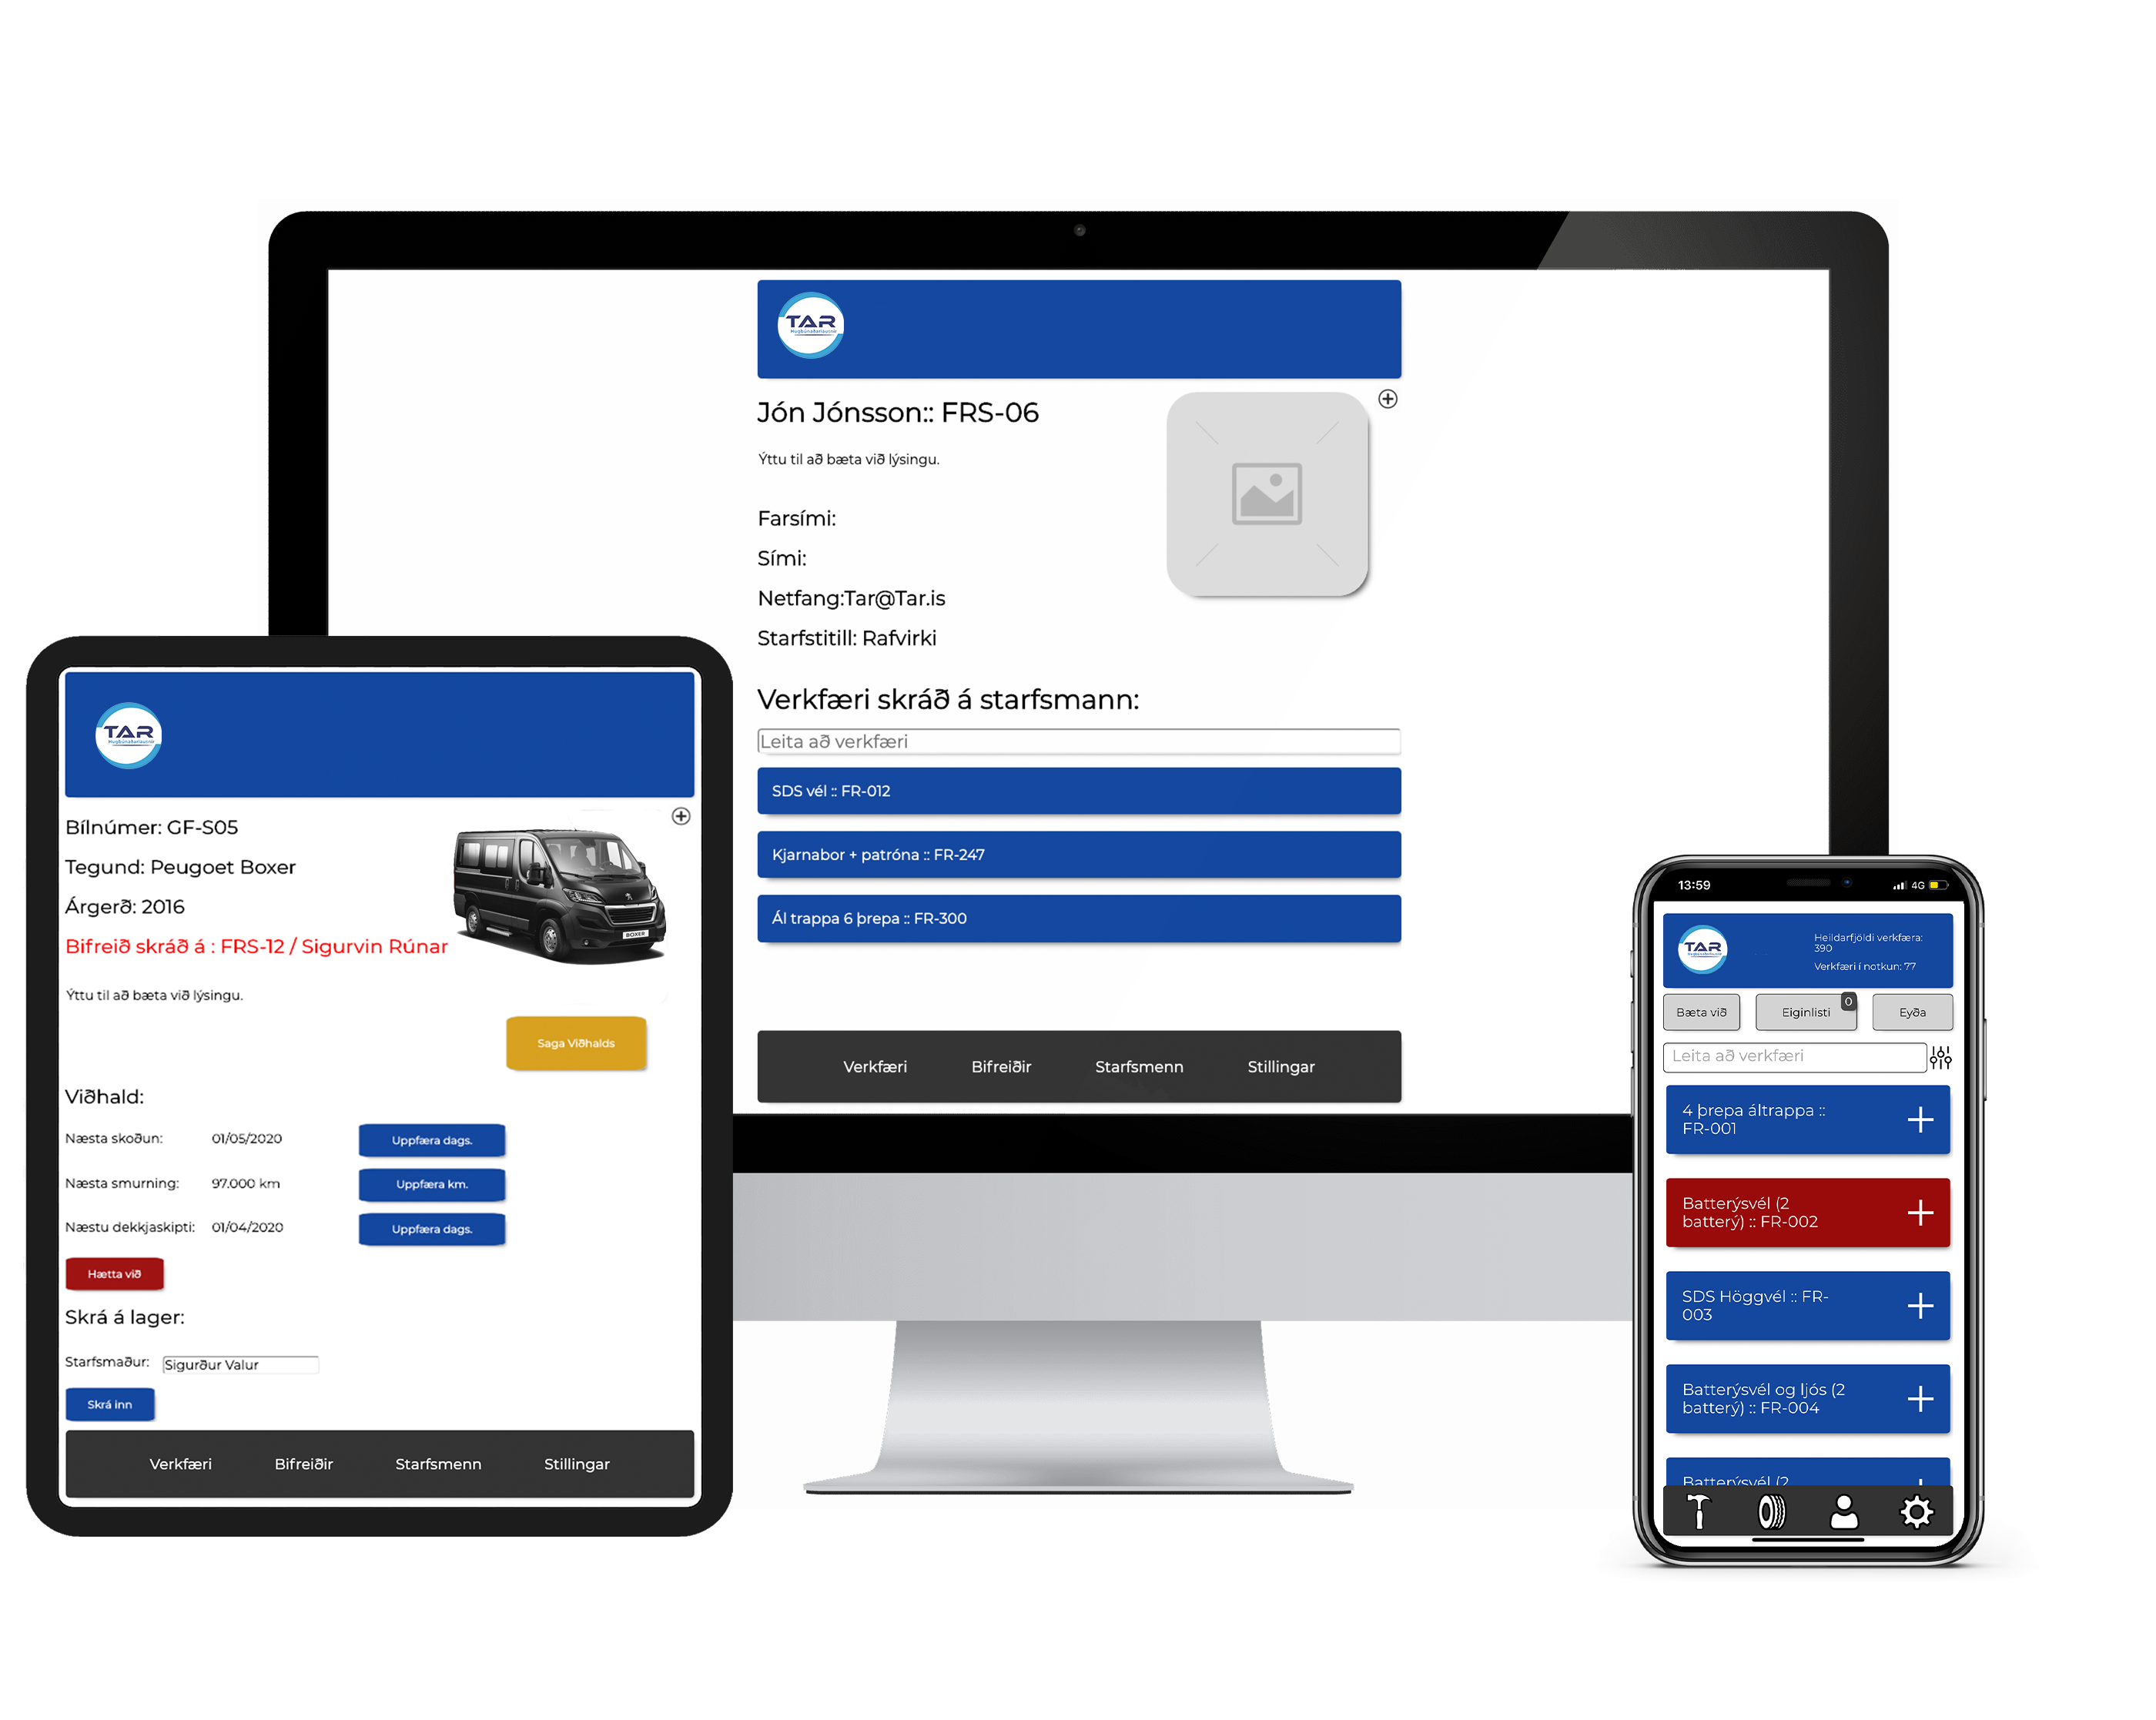 TAR
Hugbúnaðarlausnir
Jón Jónsson:: FRS-06
Ýttu til að bæta við lýsingu.
Farsími:
Sími:
Netfang:Tar@Tar.is
Starfstitill: Rafvirki
Verkfæri skráð á starfsmann:
Leita að verkfæri
SDS vél :: FR-012
Kjarnabor + patróna :: FR-247
Ál trappa 6 þrepa :: FR-300
Verkfæri Bifreiðir Starfsmenn Stillingar
TAR
Hugbúnaðarlausnir
Bílnúmer: GF-S05
Tegund: Peugoet Boxer
Árgerð: 2016
Bifreið skráð á : FRS-12 / Sigurvin Rúnar
BOXER
Ýttu til að bæta við lýsingu.
Saga Viðhalds
Viðhald:
Næsta skoðun: 01/05/2020 Uppfæra dags.
Næsta smurning: 97.000 km Uppfæra km.
Næstu dekkjaskipti: 01/04/2020 Uppfæra dags.
Hætta við
Skrá á lager:
Starfsmaður: Sigurður Valur
Skrá inn
Verkfæri Bifreiðir Starfsmenn Stillingar
13:59 4G
TAR
Heildarfjöldi verkfæra:
390
Verkfæri í notkun: 77
Bæta við Eiginlisti 0 Eyða
Leita að verkfæri
4 þrepa áltrappa ::
FR-001
Batterýsvél (2
batterý) :: FR-002
SDS Höggvél :: FR-
003
Batterýsvél og ljós (2
batterý) :: FR-004
Batterýsvél (2